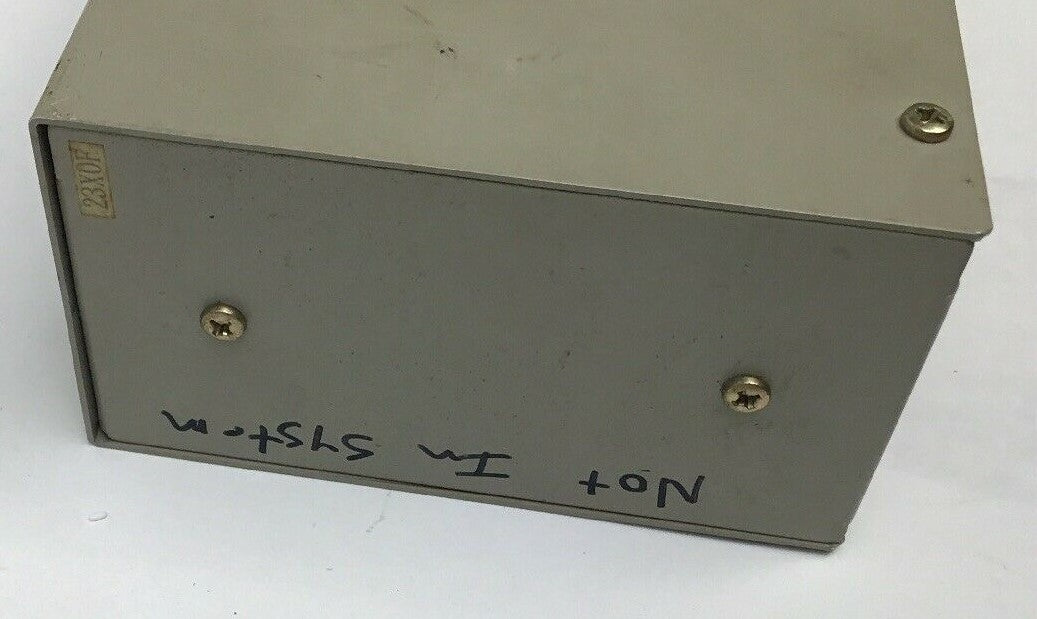 23X0F
Not In System